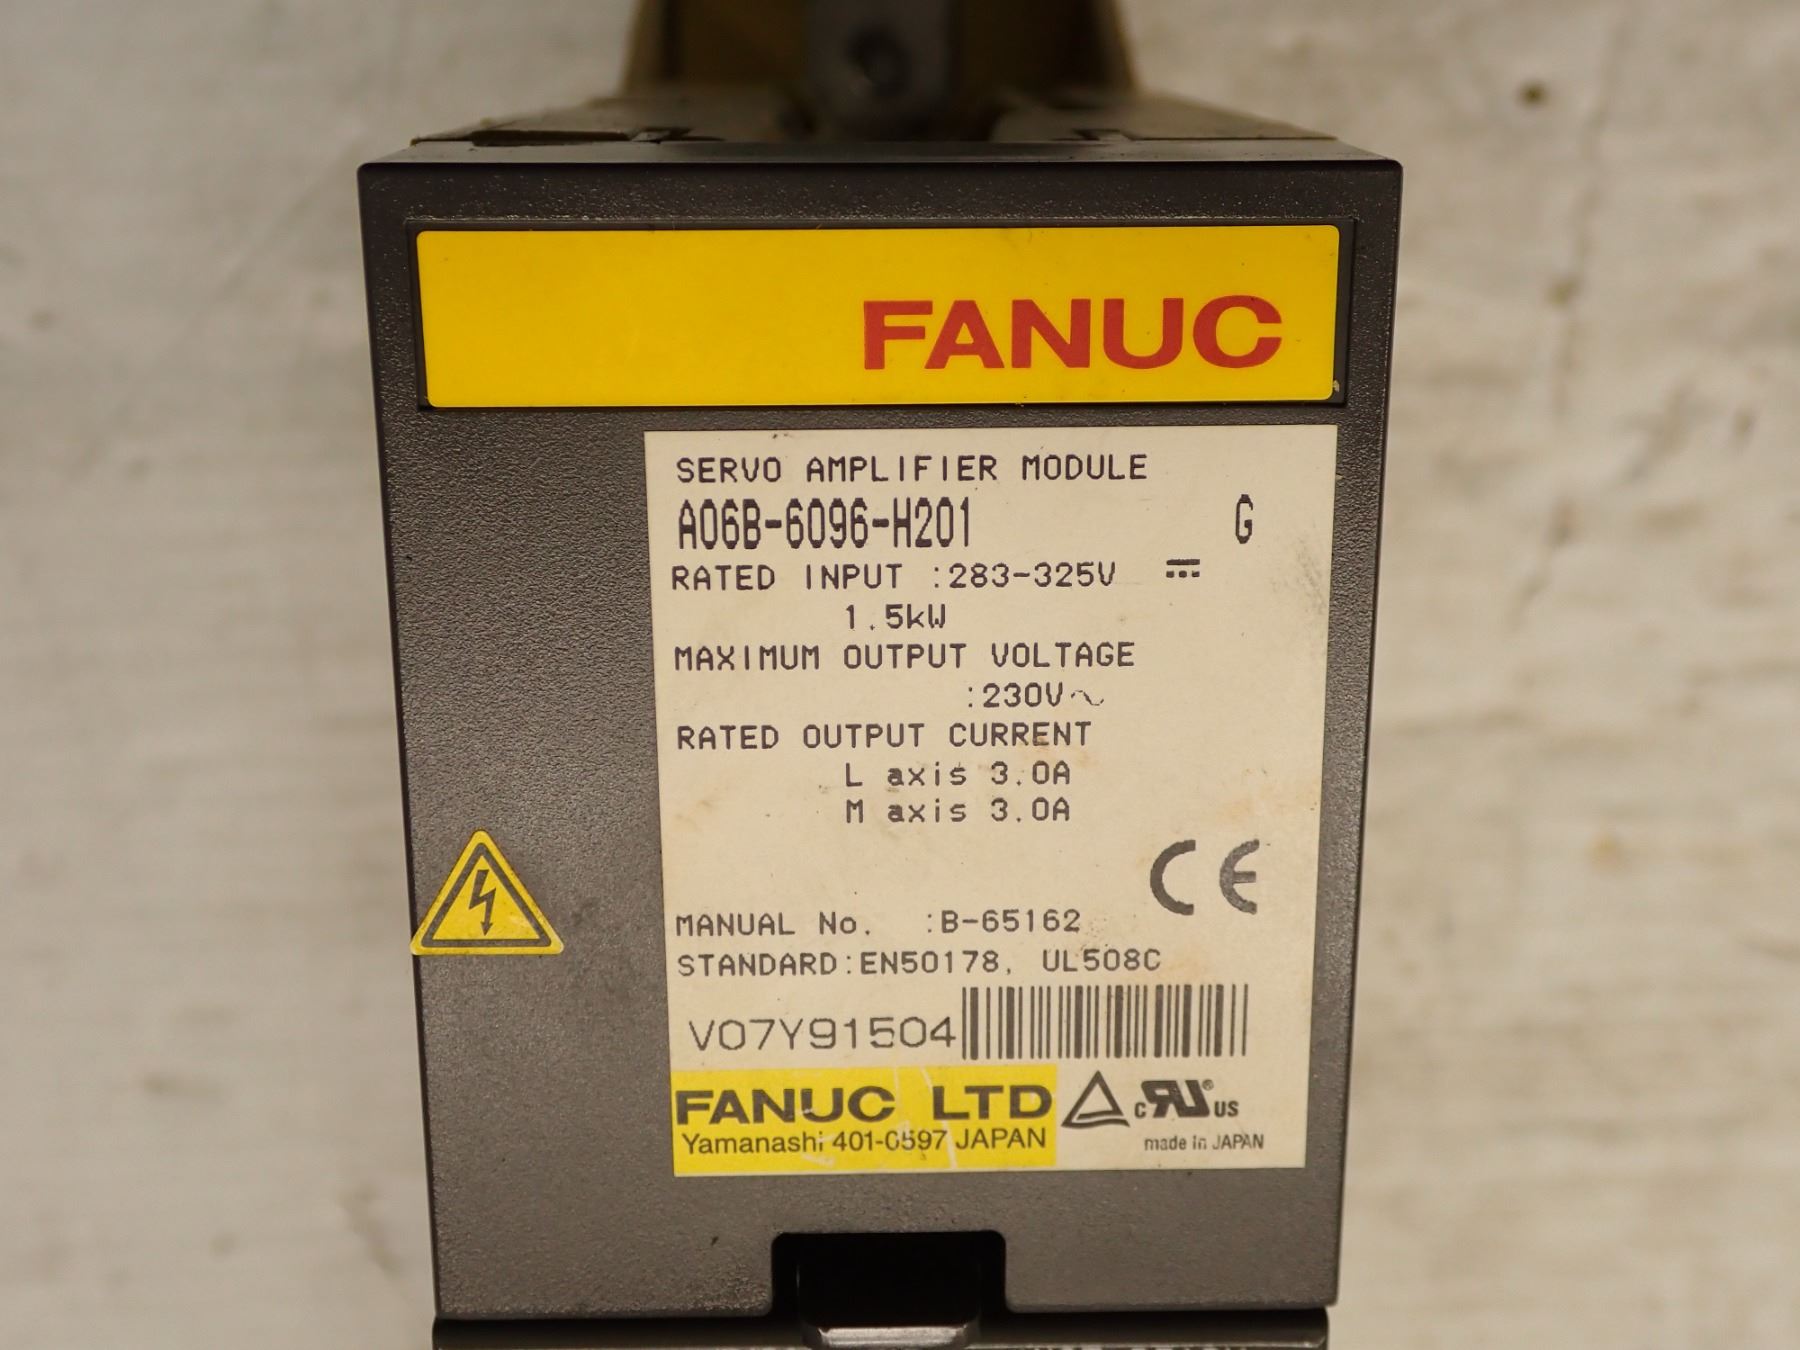 FANUC
SERVO AMPLIFIER MODULE
A06B-6096-H201 G
RATED INPUT :283-325V ⎓
1.5kW
MAXIMUM OUTPUT VOLTAGE
:230V~
RATED OUTPUT CURRENT
L axis 3.0A
M axis 3.0A
CE
MANUAL No. :B-65162
STANDARD:EN50178, UL508C
V07Y91504
FANUC LTD
Yamanashi 401-0597 JAPAN
c RU ® US
made in JAPAN